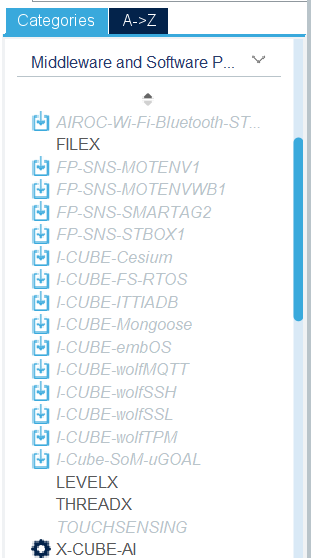 Categories A->Z
Middleware and Software P...
AIROC-Wi-Fi-Bluetooth-ST...
FILEX
FP-SNS-MOTENV1
FP-SNS-MOTENVWB1
FP-SNS-SMARTAG2
FP-SNS-STBOX1
I-CUBE-Cesium
I-CUBE-FS-RTOS
I-CUBE-ITTIADB
I-CUBE-Mongoose
I-CUBE-embOS
I-CUBE-wolfMQTT
I-CUBE-wolfSSH
I-CUBE-wolfSSL
I-CUBE-wolfTPM
I-Cube-SoM-uGOAL
LEVELX
THREADX
TOUCHSENSING
X-CUBE-AI